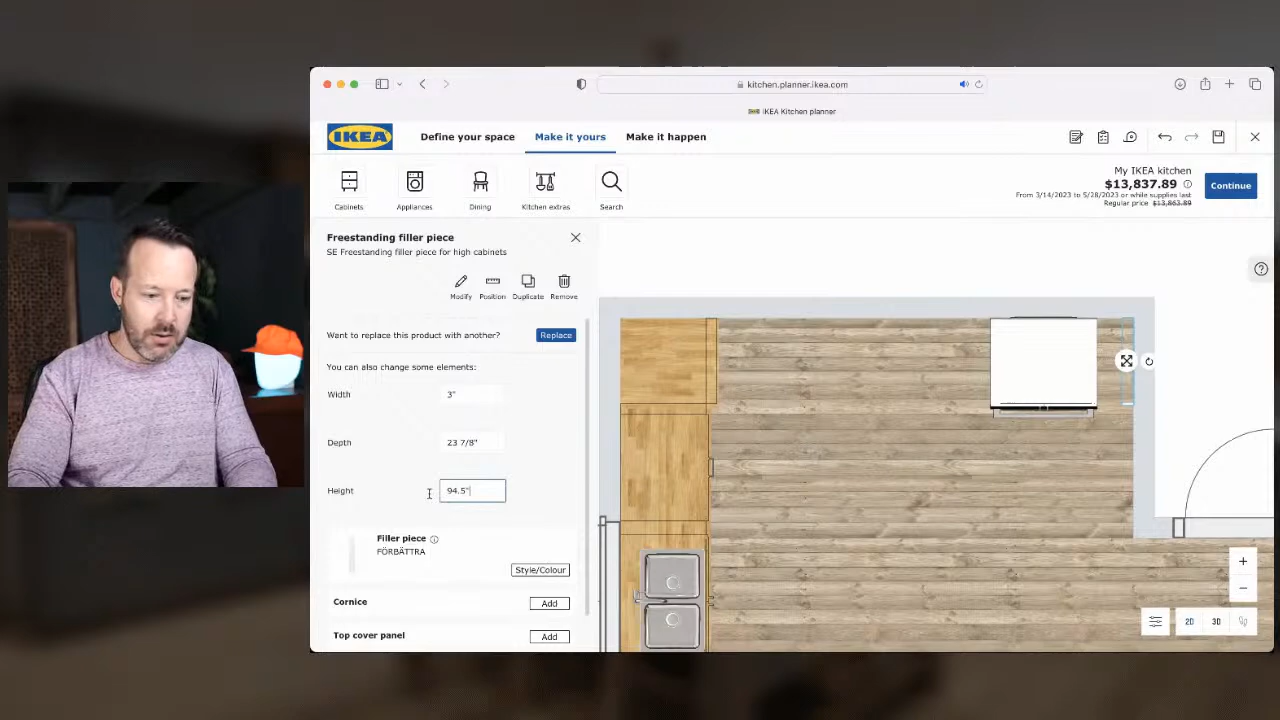 kitchen.planner.ikea.com
IKEA Kitchen planner
IKEA
Define your space
Make it yours
Make it happen
Cabinets
Appliances
Dining
Kitchen extras
Search
My IKEA kitchen
$13,837.89
From 3/14/2023 to 5/28/2023 or while supplies last
Regular price $13,863.89
Continue
Freestanding filler piece
SE Freestanding filler piece for high cabinets
Modify
Position
Duplicate
Remove
Want to replace this product with another?
Replace
You can also change some elements:
Width
3"
Depth
23 7/8"
Height
94.5"
Filler piece
FÖRBÄTTRA
Style/Colour
Cornice
Add
Top cover panel
Add
2D
3D